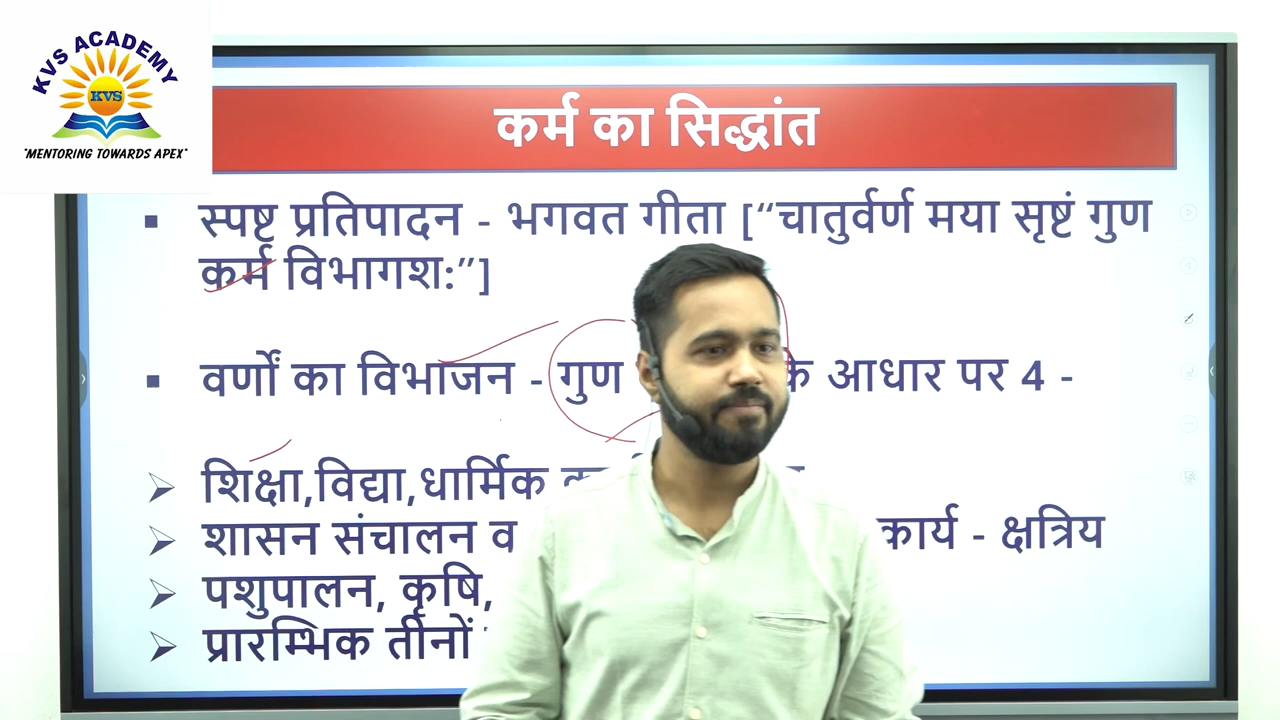 KVS ACADEMY
KVS
"MENTORING TOWARDS APEX"
कर्म का सिद्धांत
▪ स्पष्ट प्रतिपादन - भगवत गीता [“चातुर्वर्ण मया सृष्टं गुण
कर्म विभागश:”]
▪ वर्णों का विभाजन - गुण के आधार पर 4 -
➢ शिक्षा,विद्या,धार्मिक
➢ शासन संचालन व कार्य - क्षत्रिय
➢ पशुपालन, कृषि,
➢ प्रारम्भिक तीनों